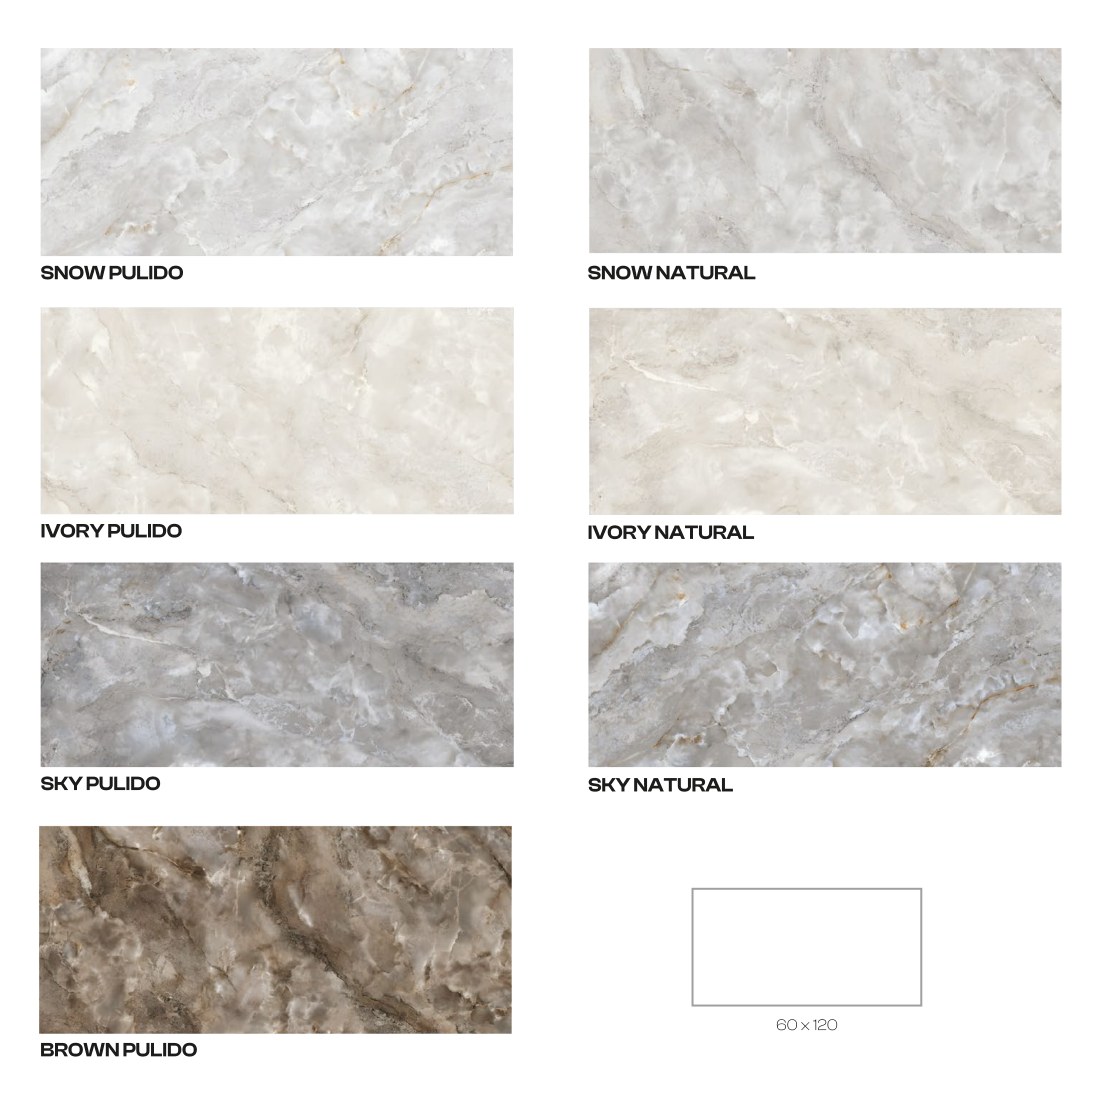 SNOW PULIDO
SNOW NATURAL
IVORY PULIDO
IVORY NATURAL
SKY PULIDO
SKY NATURAL
BROWN PULIDO
60 x 120